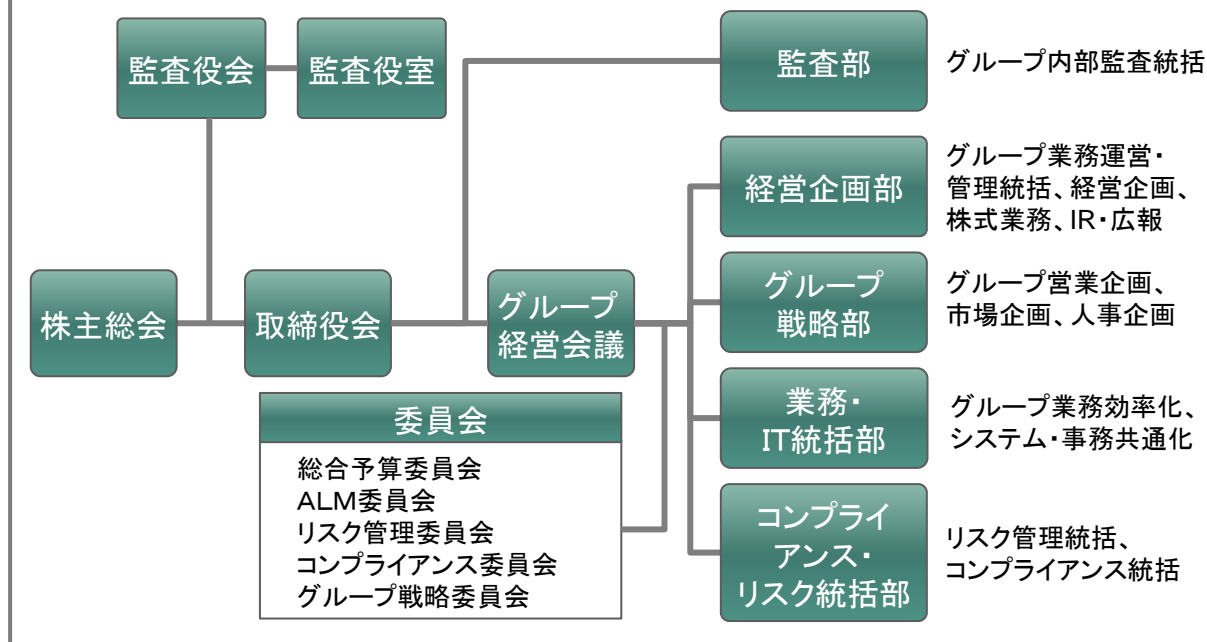 監査役会
監査役室
監査部
グループ内部監査統括
経営企画部
グループ業務運営・
管理統括、経営企画、
株式業務、IR・広報
株主総会
取締役会
グループ
経営会議
グループ
戦略部
グループ営業企画、
市場企画、人事企画
業務・
IT統括部
グループ業務効率化、
システム・事務共通化
委員会
総合予算委員会
ALM委員会
リスク管理委員会
コンプライアンス委員会
グループ戦略委員会
コンプライ
アンス・
リスク統括部
リスク管理統括、
コンプライアンス統括